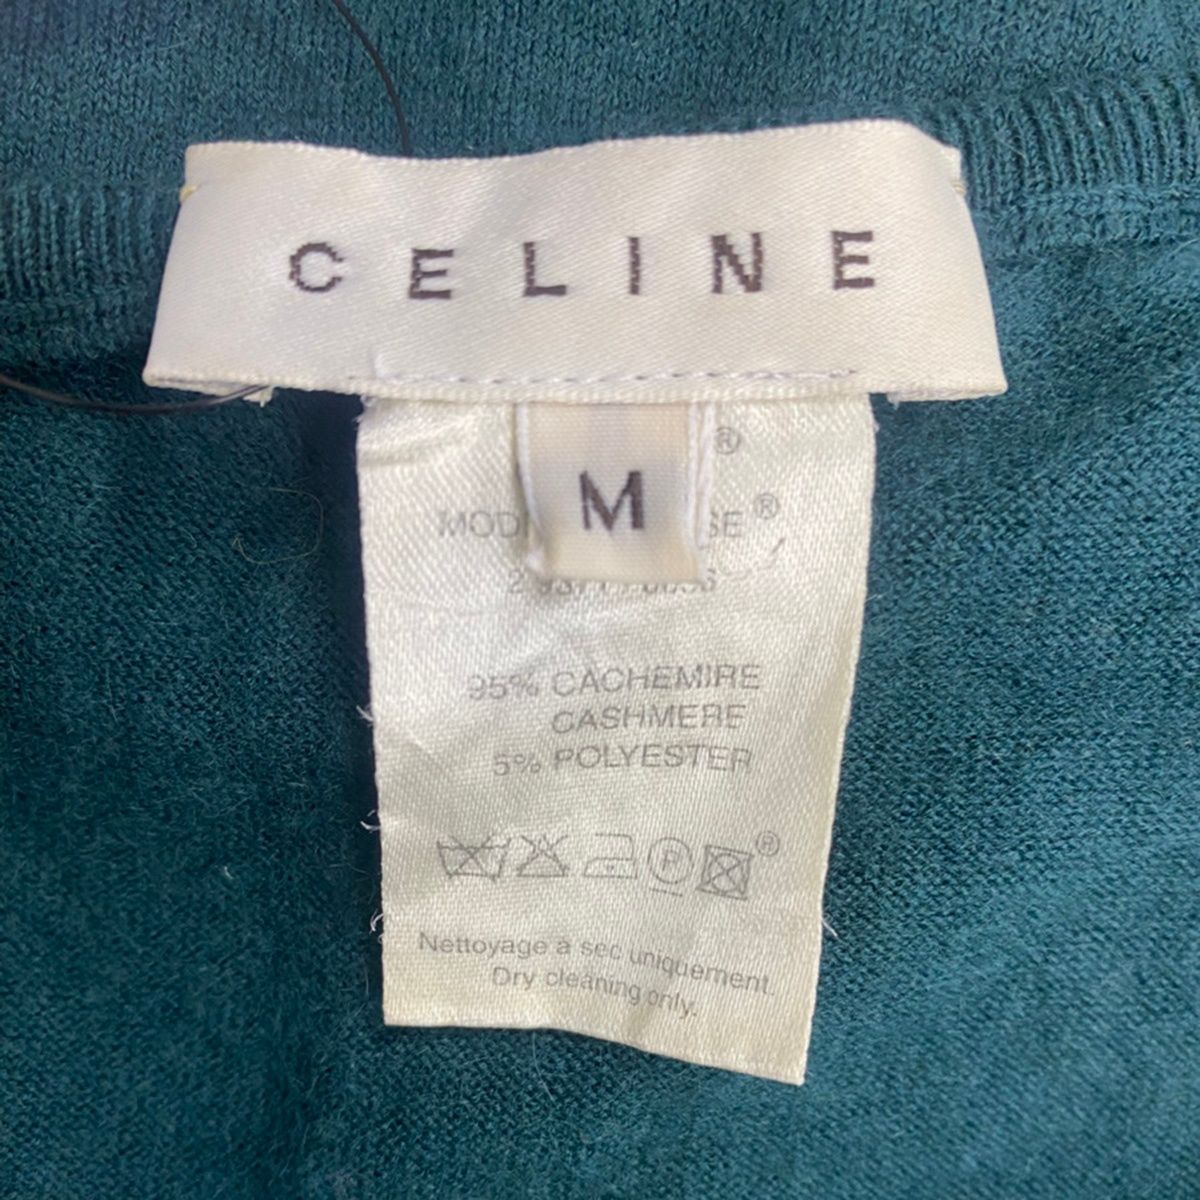 CELINE
M
®
®
95% CACHEMIRE
CASHMERE
5% POLYESTER
P
®
Nettoyage à sec uniquement.
Dry cleaning only.